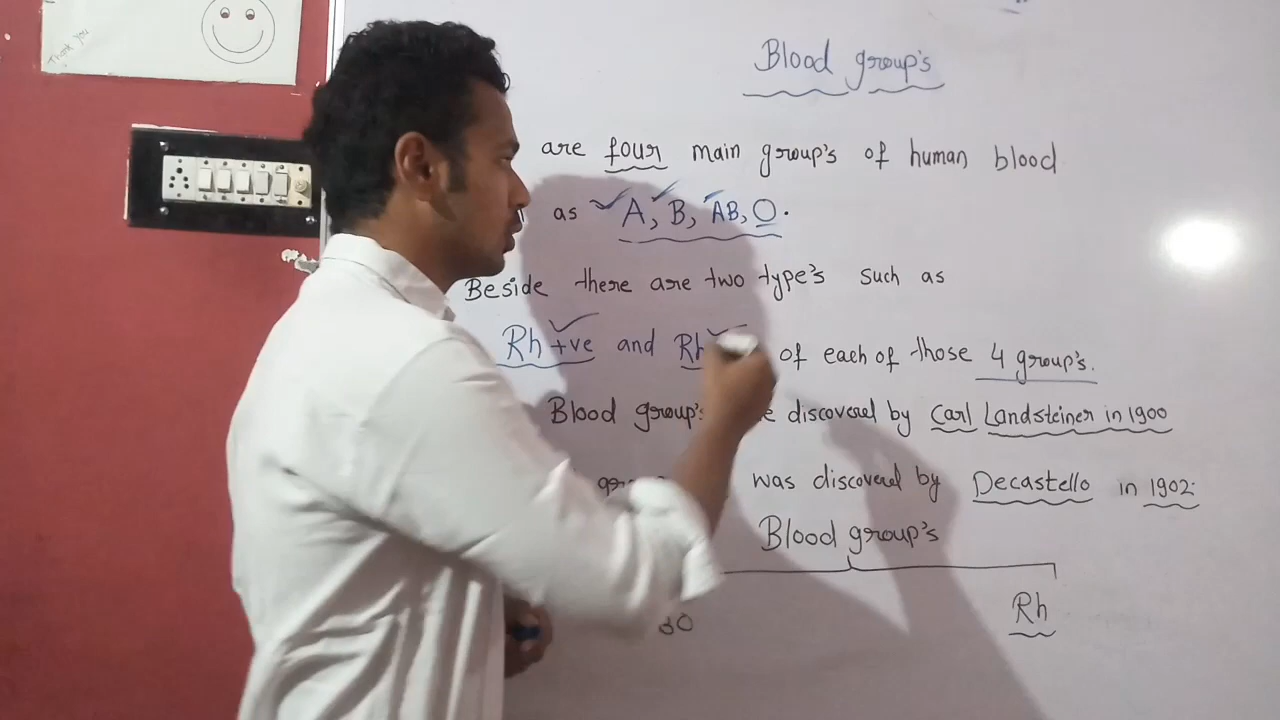 Thank You
Blood group's
are four main group's of human blood
as A, B, AB, O.
Beside there are two type's such as
Rh +ve and Rh of each of those 4 group's.
Blood group's discovered by Carl Landsteiner in 1900
was discovered by Decastello in 1902:
Blood group's
Rh